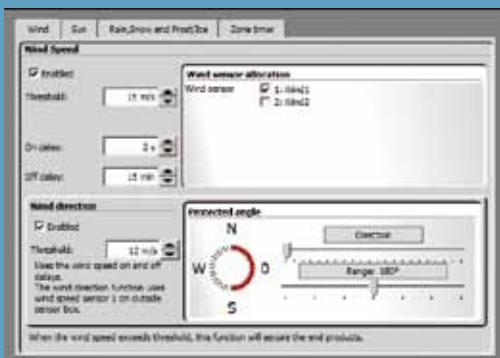 Wind Sun Rain,Snow and Frost/Ice Zone timer
Wind Speed
Enabled
Threshold: 15 m/s
On delay: 2 s
Off delay: 15 min
Wind sensor allocation
Wind sensor 1: Wind1
2: Wind2
Wind direction
Enabled
Threshold: 12 m/s
Uses the wind speed on and off
delays.
The wind direction function uses
wind speed sensor 1 on outside
sensor box.
Protected angle
N
W O
S
Direction
Range: 180°
When the wind speed exceeds threshold, this function will secure the end products.